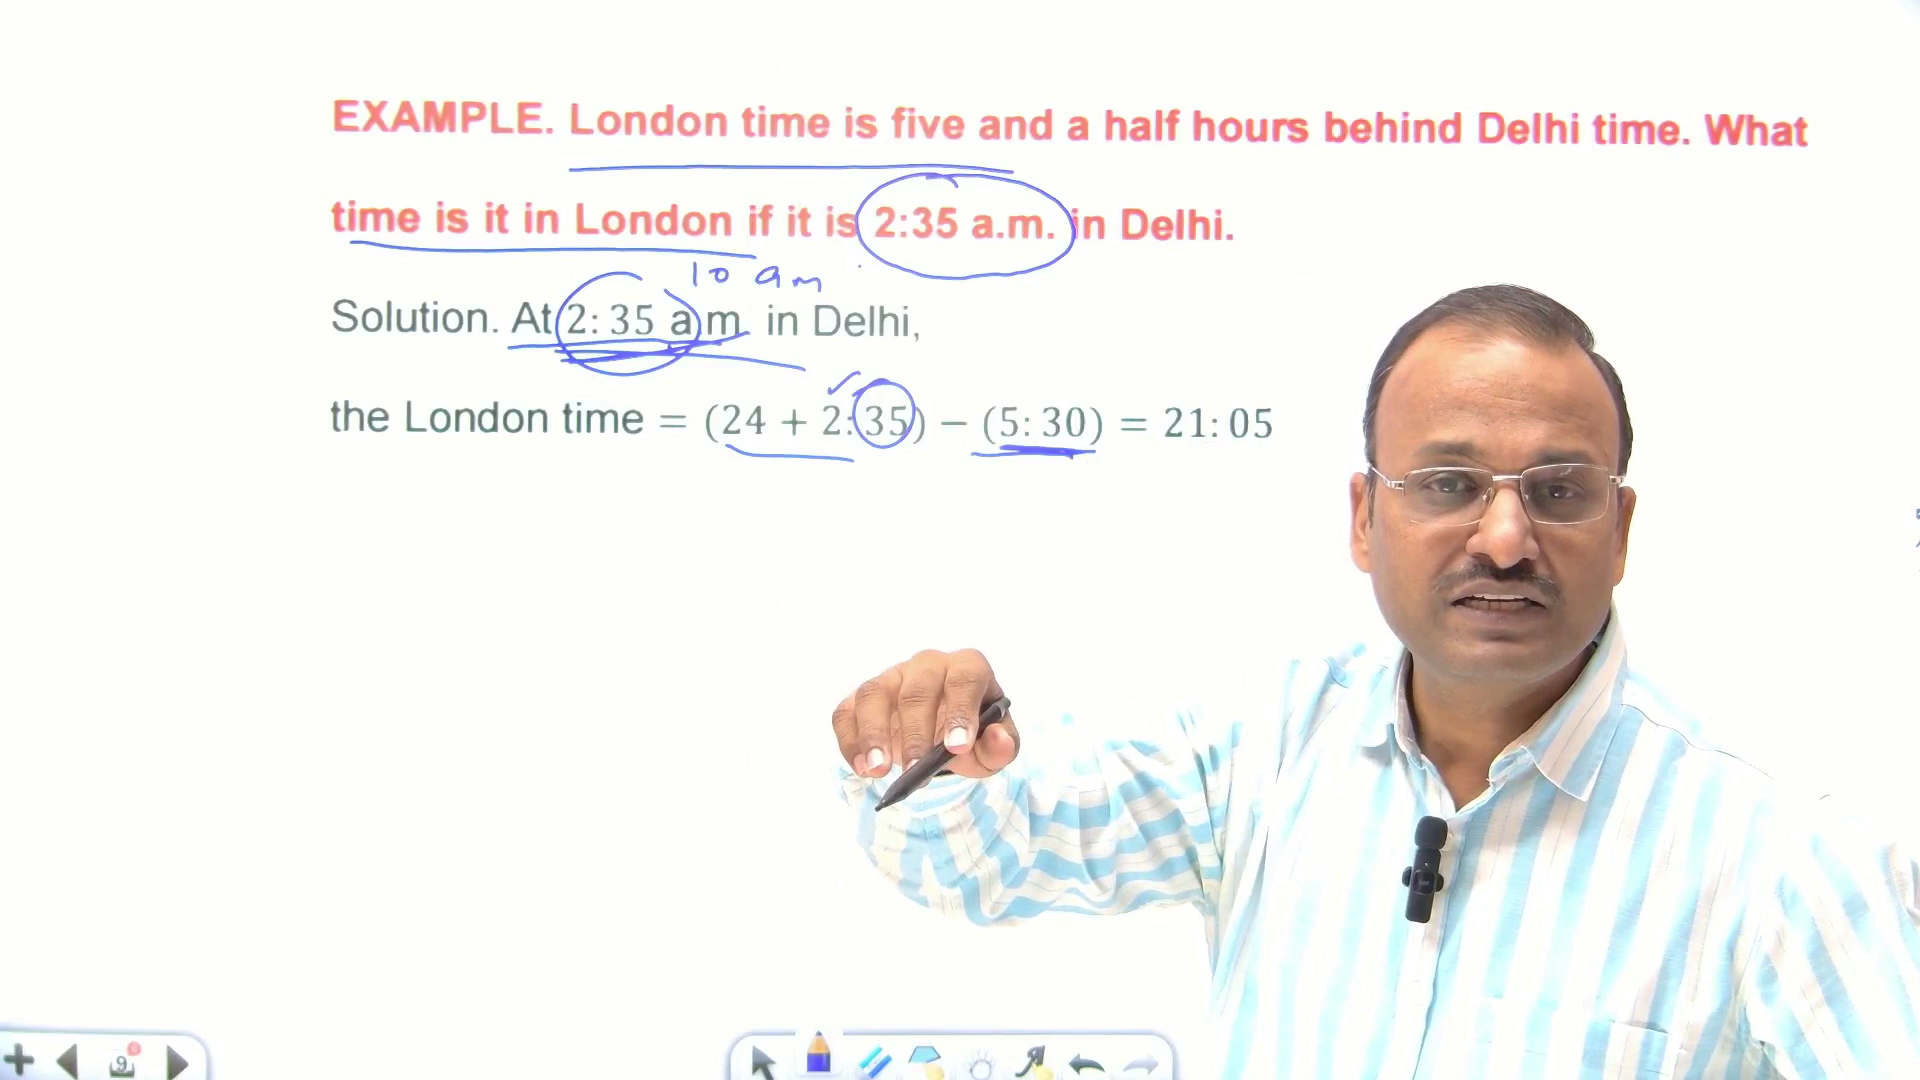 EXAMPLE. London time is five and a half hours behind Delhi time. What
time is it in London if it is 2:35 a.m. in Delhi.
10 am
Solution. At 2: 35 a m in Delhi,
the London time = (24 + 2: 35) − (5: 30) = 21: 05
9